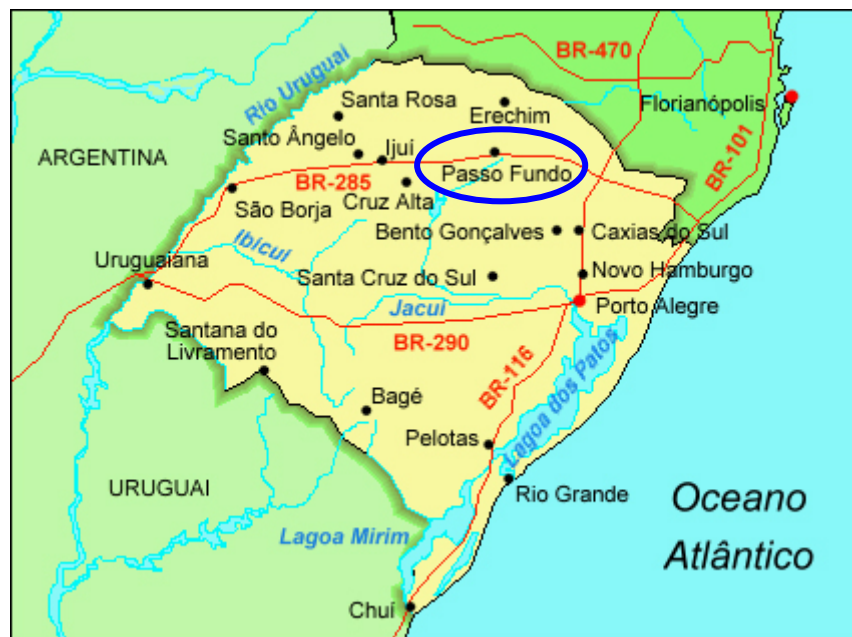 BR-470
Rio Uruguai
Santa Rosa
Erechim
Florianópolis
Santo Ângelo
Ijuí
BR-101
ARGENTINA
Passo Fundo
BR-285
Cruz Alta
São Borja
Bento Gonçalves
Caxias do Sul
Ibicuí
Uruguaiana
Santa Cruz do Sul
Novo Hamburgo
Jacuí
Porto Alegre
Santana do
Livramento
BR-290
BR-116
Lagoa dos Patos
Bagé
Pelotas
URUGUAI
Rio Grande
Oceano
Atlântico
Lagoa Mirim
Chuí